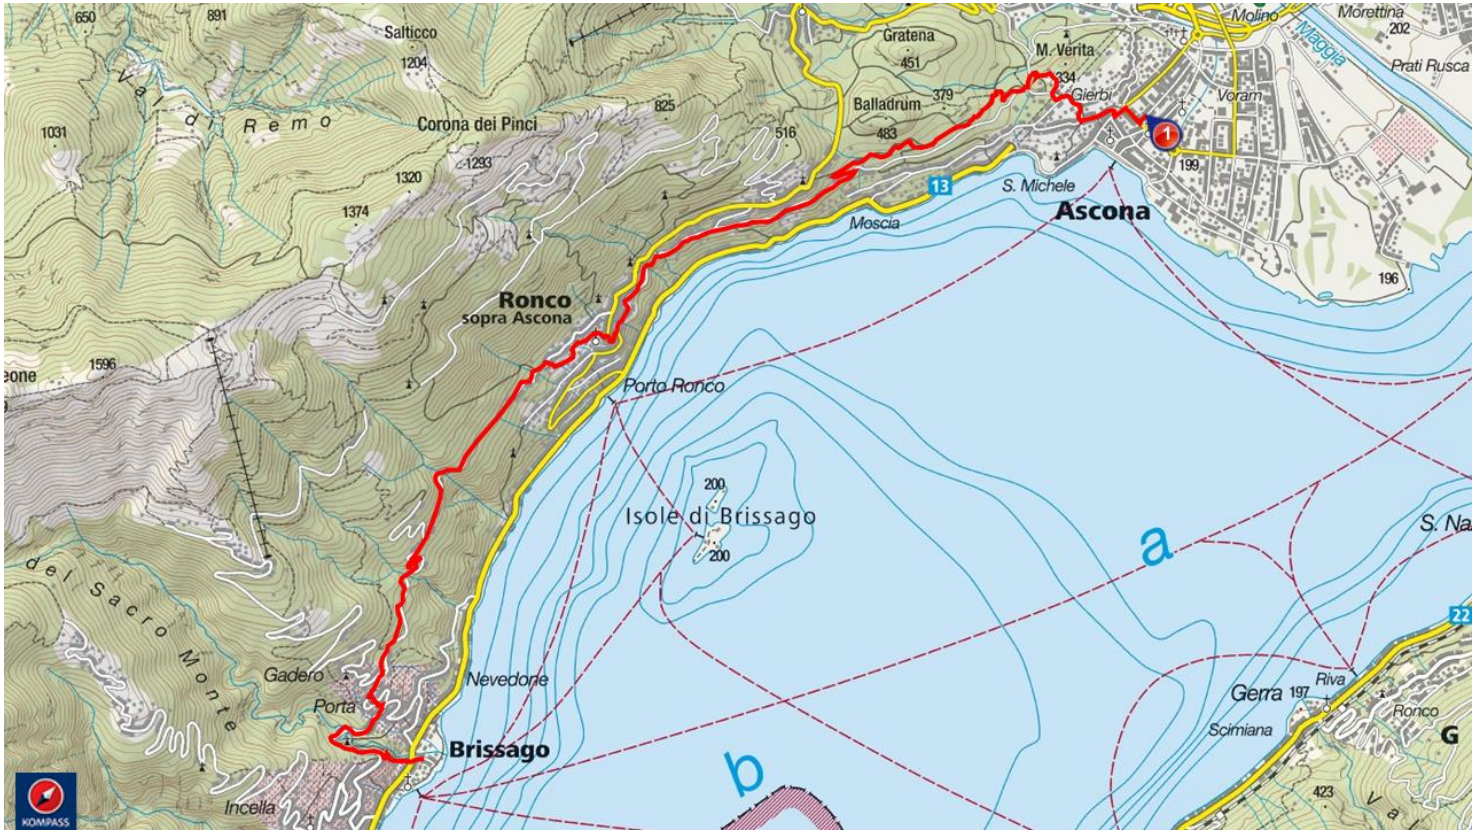 650
891
Salticco
1204
Gratena
451
M. Verita
334
Molino
Morettina
202
Maggia
Prati Rusca
Val d Remo
1031
Corona dei Pinci
825
1293
1320
1374
516
Balladrum
379
483
Gierbi
Voram
1
199
13
S. Michele
Ascona
Moscia
196
Ronco
sopra Ascona
eone
1596
Porto Ronco
200
Isole di Brissago
200
a
S. Na
22
del Sacro Monte
Gadero
Nevedone
Porta
Brissago
b
Gerra 197
Riva
Scimiana
Ronco
G
Incella
423
Val
KOMPASS